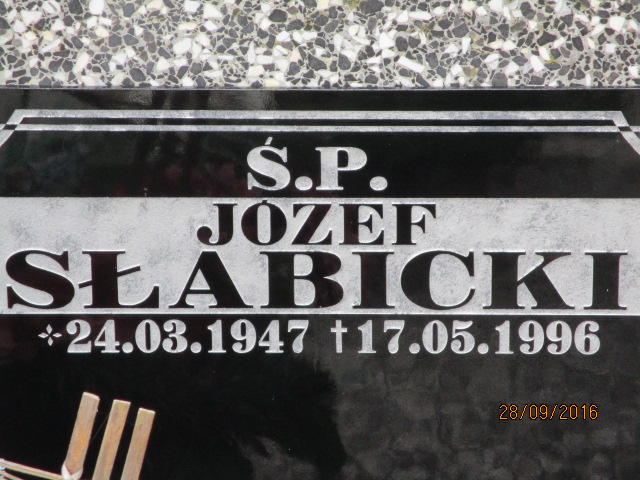 Ś.P.
JÓZEF
SŁABICKI
24.03.1947 †17.05.1996
28/09/2016